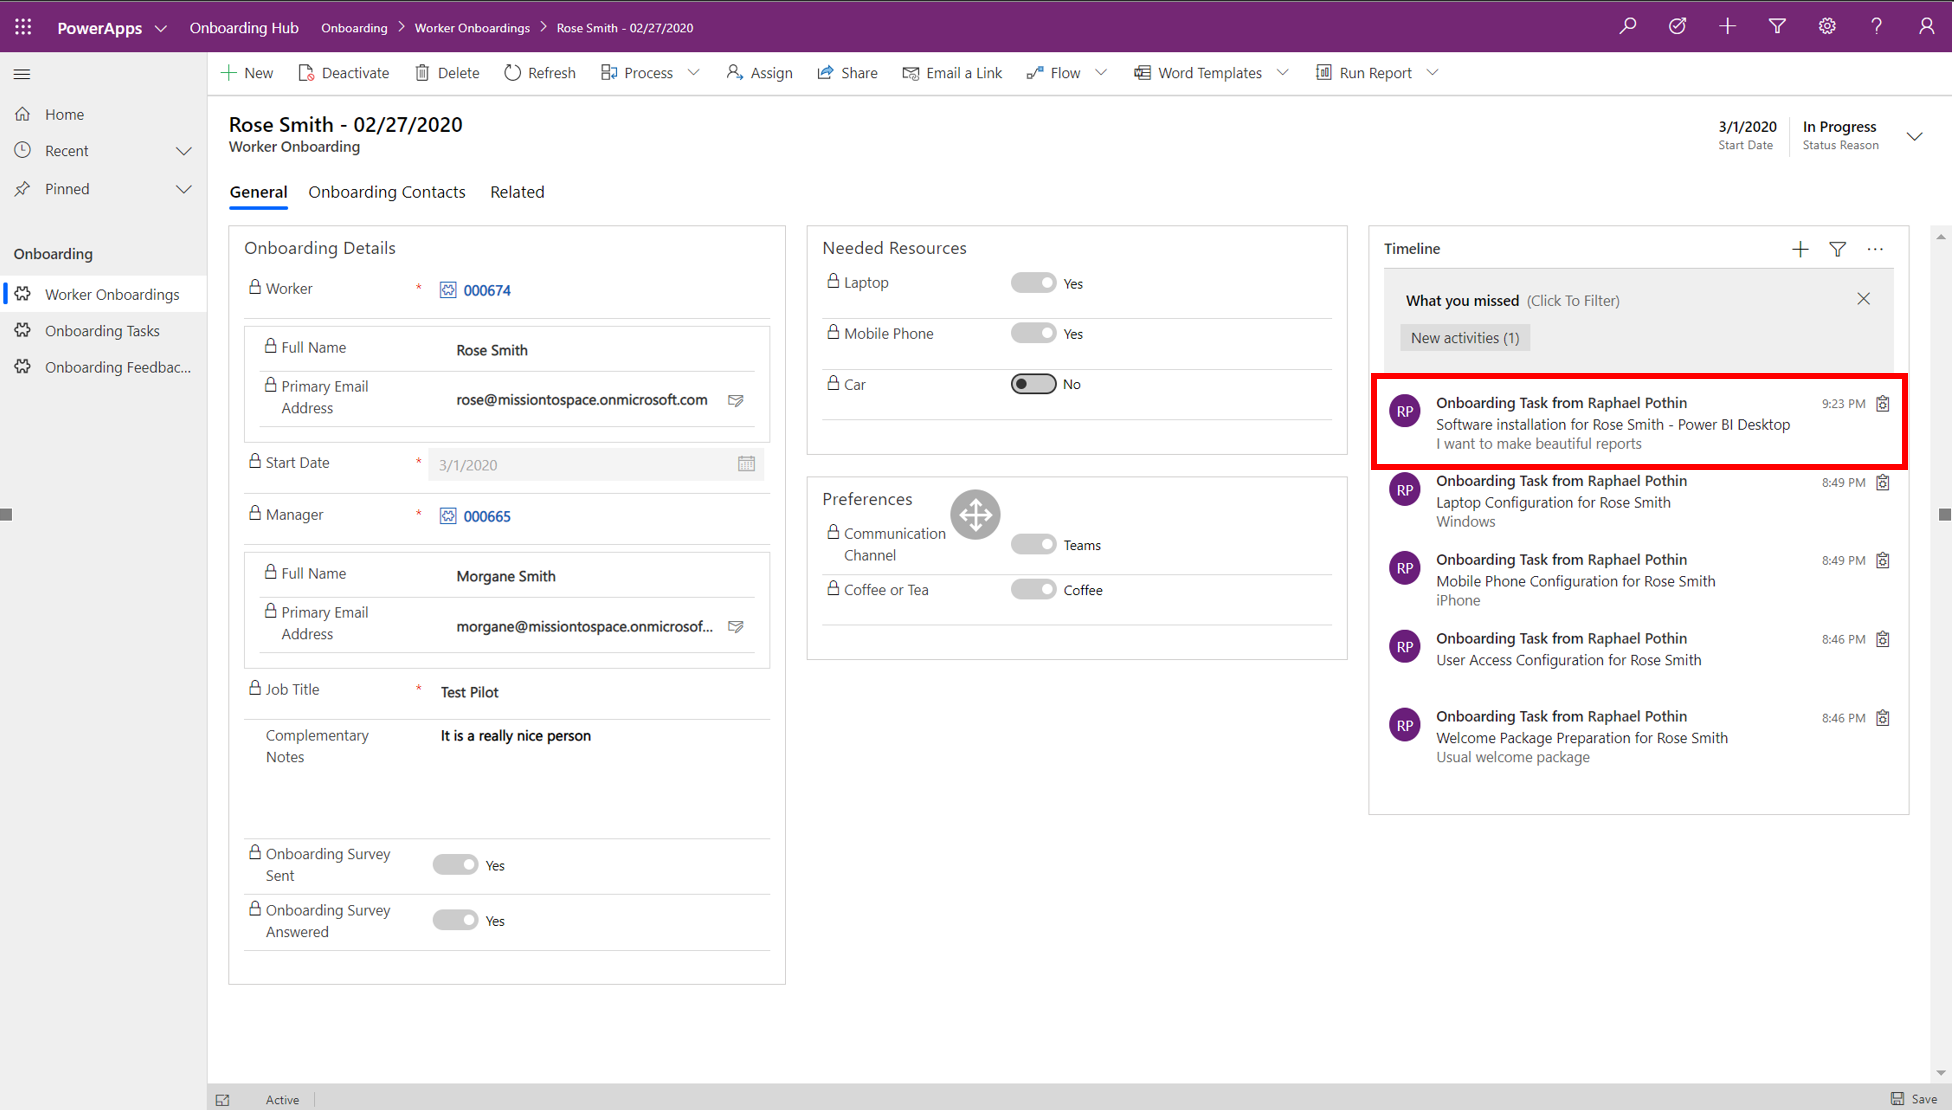 PowerApps
Onboarding Hub
Onboarding > Worker Onboardings > Rose Smith - 02/27/2020
New
Deactivate
Delete
Refresh
Process
Assign
Share
Email a Link
Flow
Word Templates
Run Report
Home
Recent
Pinned
Onboarding
Worker Onboardings
Onboarding Tasks
Onboarding Feedbac...
Rose Smith - 02/27/2020
Worker Onboarding
3/1/2020
Start Date
In Progress
Status Reason
General
Onboarding Contacts
Related
Onboarding Details
Worker * 000674
Full Name Rose Smith
Primary Email
Address
rose@missiontospace.onmicrosoft.com
Start Date * 3/1/2020
Manager * 000665
Full Name Morgane Smith
Primary Email
Address
morgane@missiontospace.onmicrosof...
Job Title * Test Pilot
Complementary
Notes
It is a really nice person
Onboarding Survey
Sent
Yes
Onboarding Survey
Answered
Yes
Needed Resources
Laptop Yes
Mobile Phone Yes
Car No
Preferences
Communication
Channel
Teams
Coffee or Tea Coffee
Timeline
What you missed (Click To Filter)
New activities (1)
RP
Onboarding Task from Raphael Pothin 9:23 PM
Software installation for Rose Smith - Power BI Desktop
I want to make beautiful reports
RP
Onboarding Task from Raphael Pothin 8:49 PM
Laptop Configuration for Rose Smith
Windows
RP
Onboarding Task from Raphael Pothin 8:49 PM
Mobile Phone Configuration for Rose Smith
iPhone
RP
Onboarding Task from Raphael Pothin 8:46 PM
User Access Configuration for Rose Smith
RP
Onboarding Task from Raphael Pothin 8:46 PM
Welcome Package Preparation for Rose Smith
Usual welcome package
Active
Save